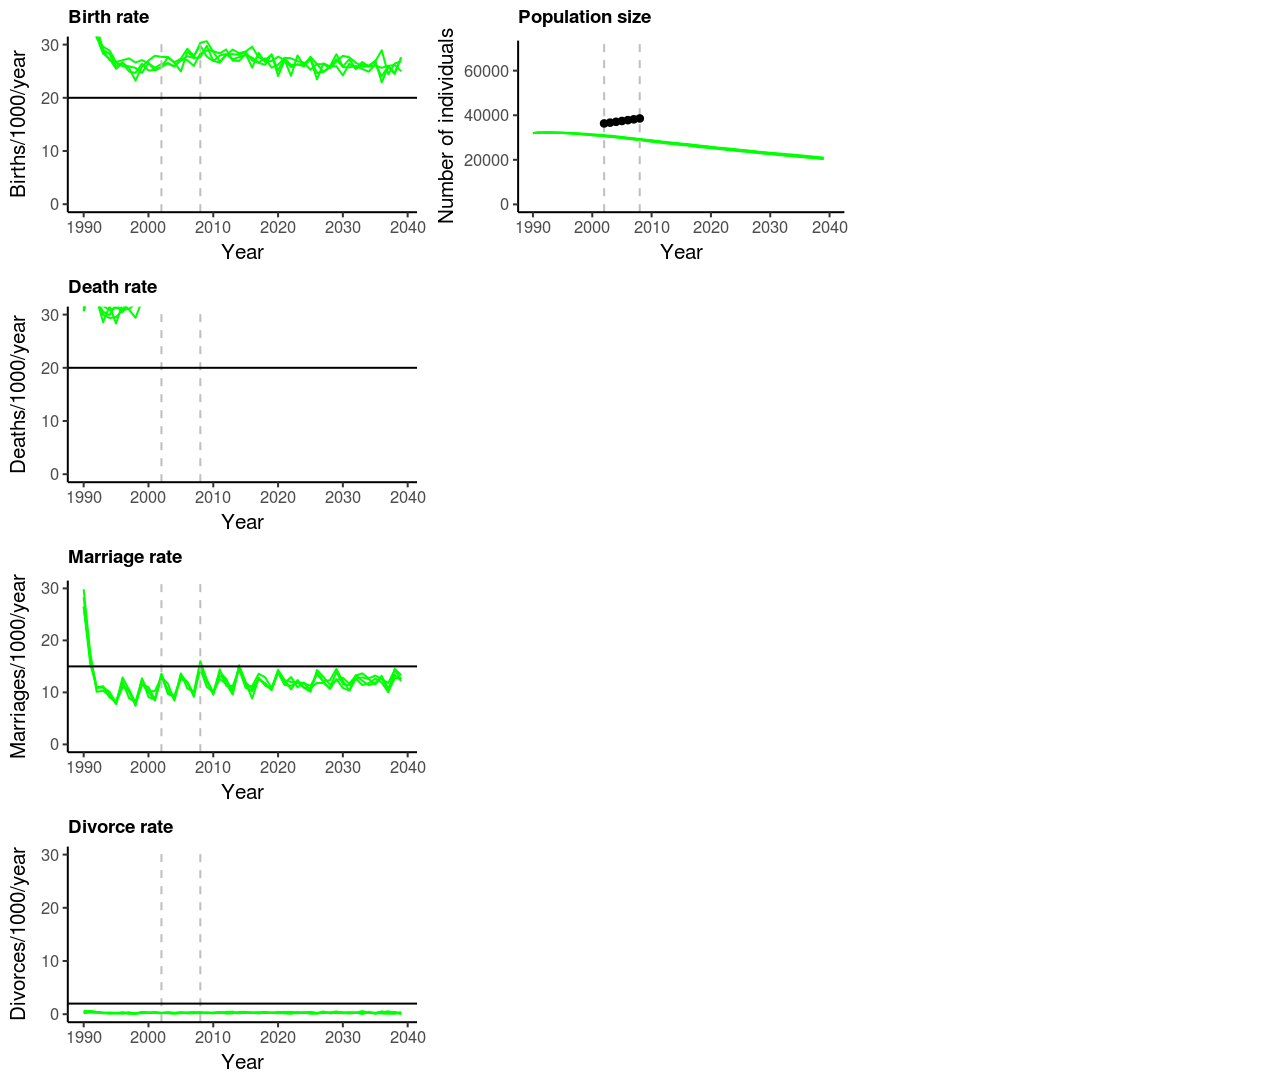 Birth rate
Births/1000/year
30
20
10
0
1990 2000 2010 2020 2030 2040
Year
Population size
Number of individuals
60000
40000
20000
0
1990 2000 2010 2020 2030 2040
Year
Death rate
Deaths/1000/year
30
20
10
0
1990 2000 2010 2020 2030 2040
Year
Marriage rate
Marriages/1000/year
30
20
10
0
1990 2000 2010 2020 2030 2040
Year
Divorce rate
Divorces/1000/year
30
20
10
0
1990 2000 2010 2020 2030 2040
Year